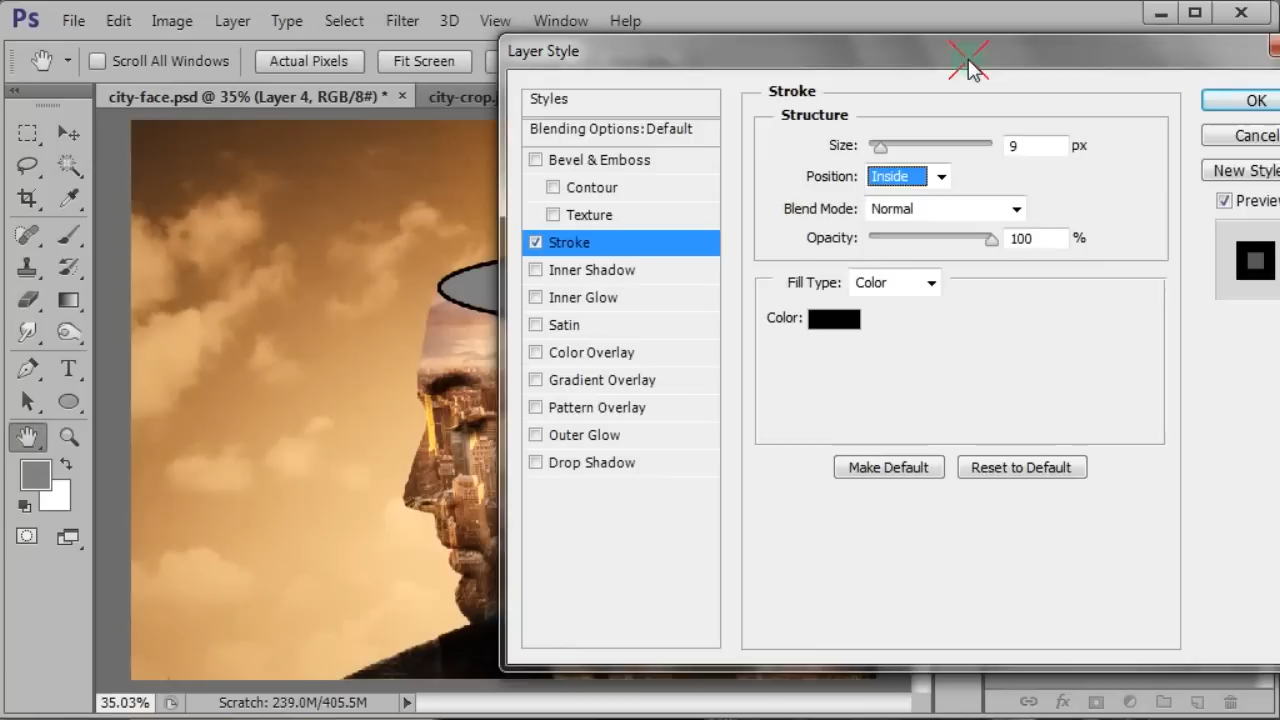 Ps File Edit Image Layer Type Select Filter 3D View Window Help
Scroll All Windows Actual Pixels Fit Screen
Layer Style
city-face.psd @ 35% (Layer 4, RGB/8#) * × city-crop.
Styles
Blending Options: Default
Bevel & Emboss
Contour
Texture
Stroke
Inner Shadow
Inner Glow
Satin
Color Overlay
Gradient Overlay
Pattern Overlay
Outer Glow
Drop Shadow
Stroke
Structure
Size: 9 px
Position: Inside
Blend Mode: Normal
Opacity: 100 %
Fill Type: Color
Color:
Make Default Reset to Default
OK
Cancel
New Style
Preview
35.03% Scratch: 239.0M/405.5M
fx